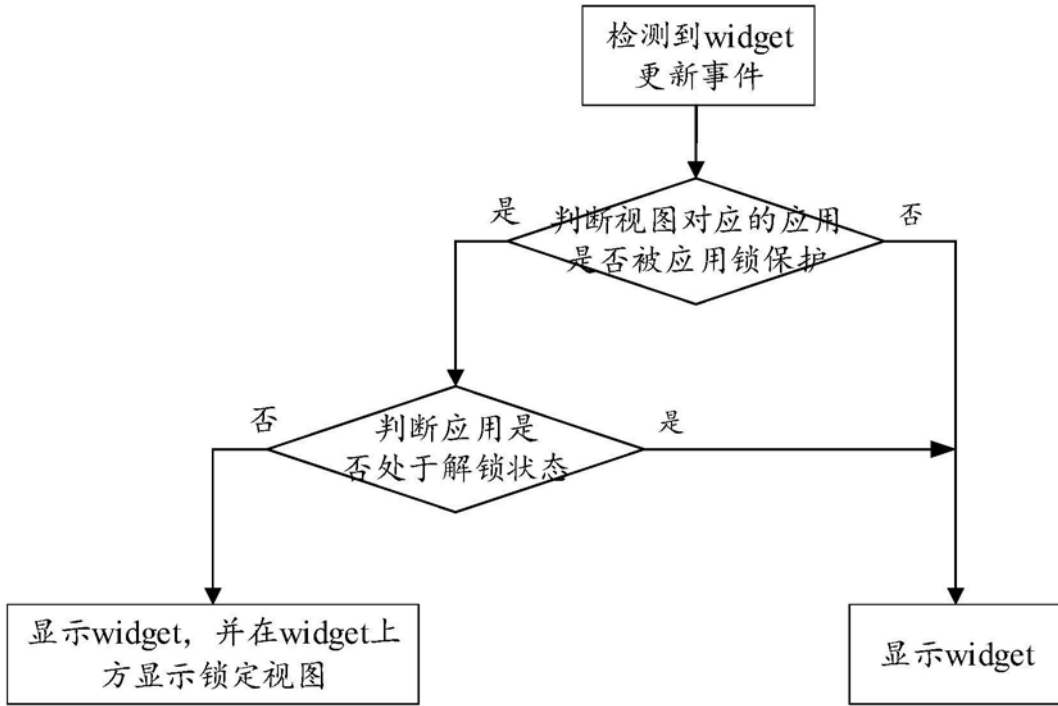 检测到widget
更新事件
是
判断视图对应的应用
是否被应用锁保护
否
否
判断应用是
否处于解锁状态
是
显示widget，并在widget上
方显示锁定视图
显示widget